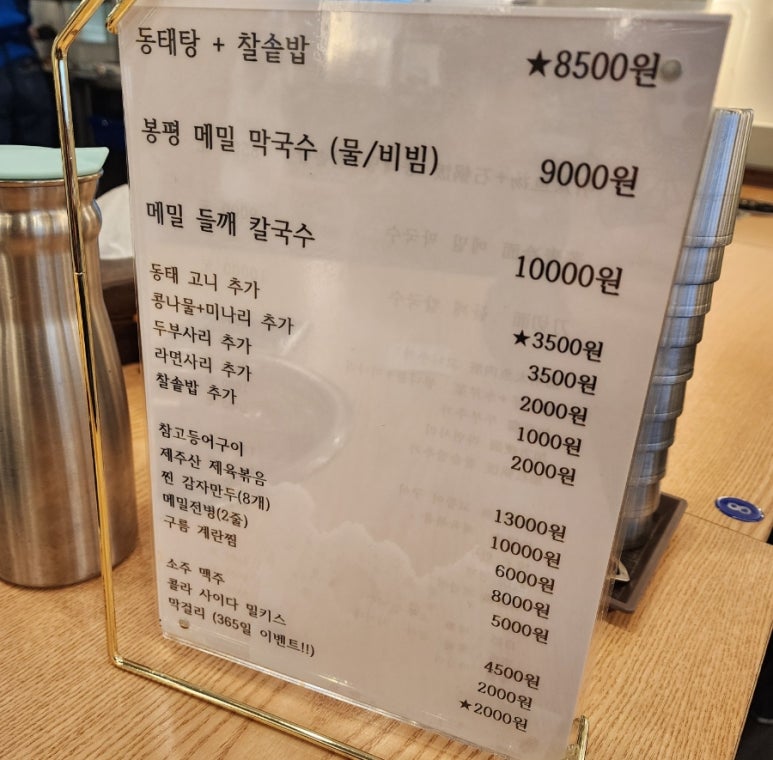 동태탕 + 찰솥밥 ★8500원
봉평 메밀 막국수 (물/비빔) 9000원
메밀 들깨 칼국수 10000원
동태 고니 추가 ★3500원
콩나물+미나리 추가 3500원
두부사리 추가 2000원
라면사리 추가 1000원
찰솥밥 추가 2000원
참고등어구이 13000원
제주산 제육볶음 10000원
찐 감자만두(8개) 6000원
메밀전병(2줄) 8000원
구름 계란찜 5000원
소주 맥주 4500원
콜라 사이다 밀키스 2000원
막걸리 (365일 이벤트!!) ★2000원
8